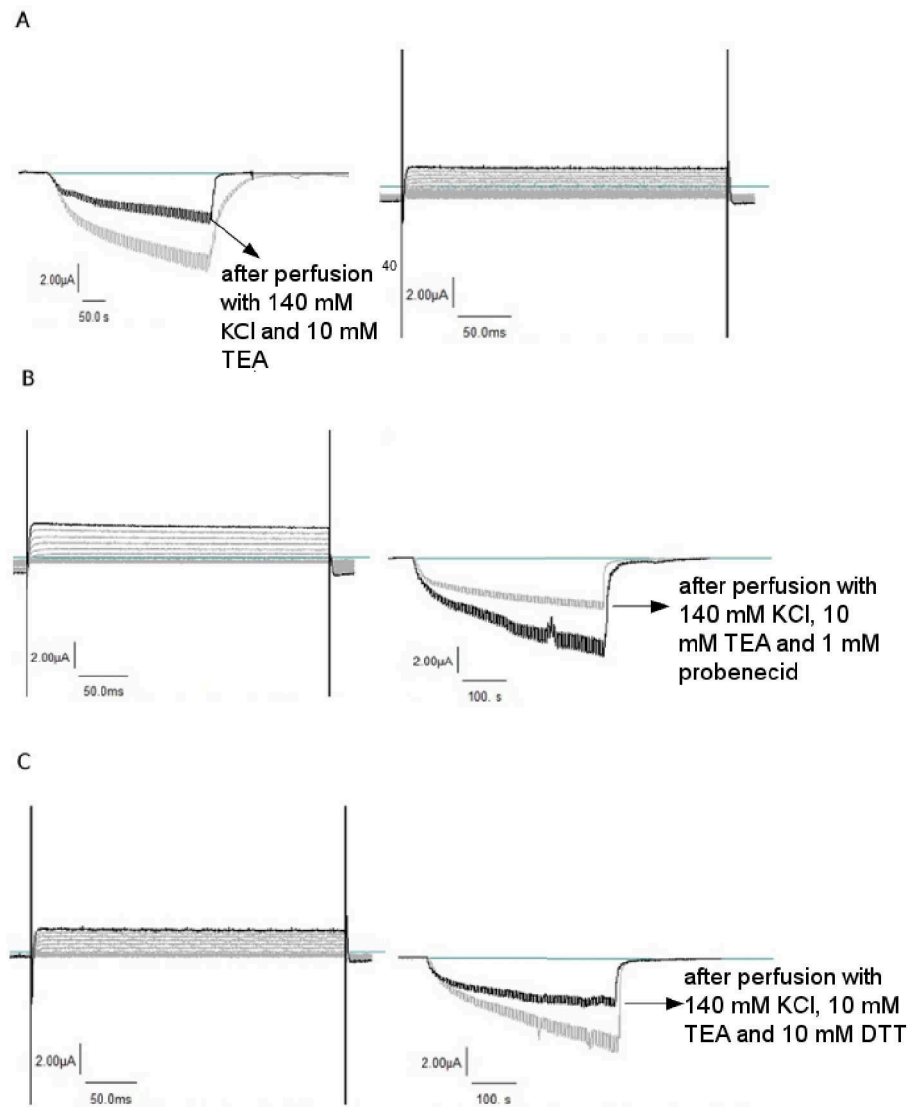 A
2.00μA
50.0 s
after perfusion
with 140 mM
KCl and 10 mM
TEA
40
2.00μA
50.0ms
B
2.00μA
50.0ms
2.00μA
100. s
after perfusion with
140 mM KCl, 10
mM TEA and 1 mM
probenecid
C
2.00μA
50.0ms
2.00μA
100. s
after perfusion with
140 mM KCl, 10 mM
TEA and 10 mM DTT